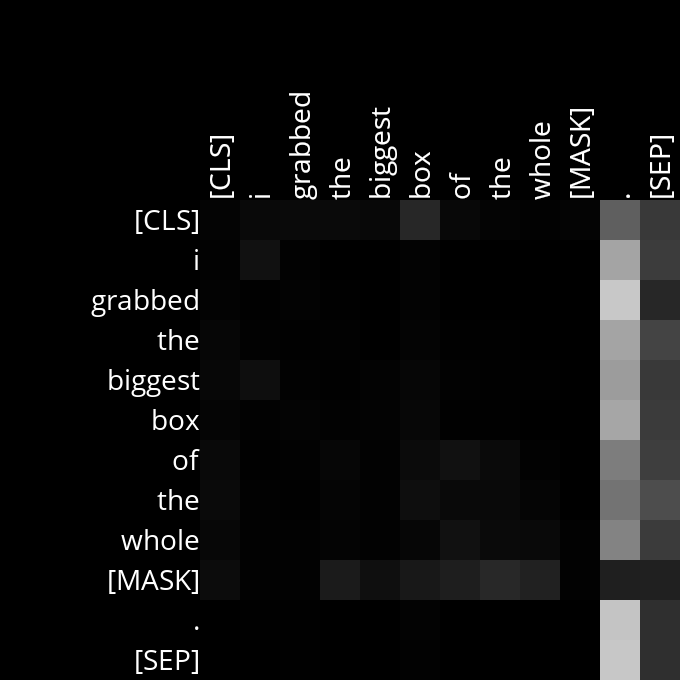 [CLS] i grabbed the biggest box of the whole [MASK] . [SEP]
[CLS]
i
grabbed
the
biggest
box
of
the
whole
[MASK]
.
[SEP]